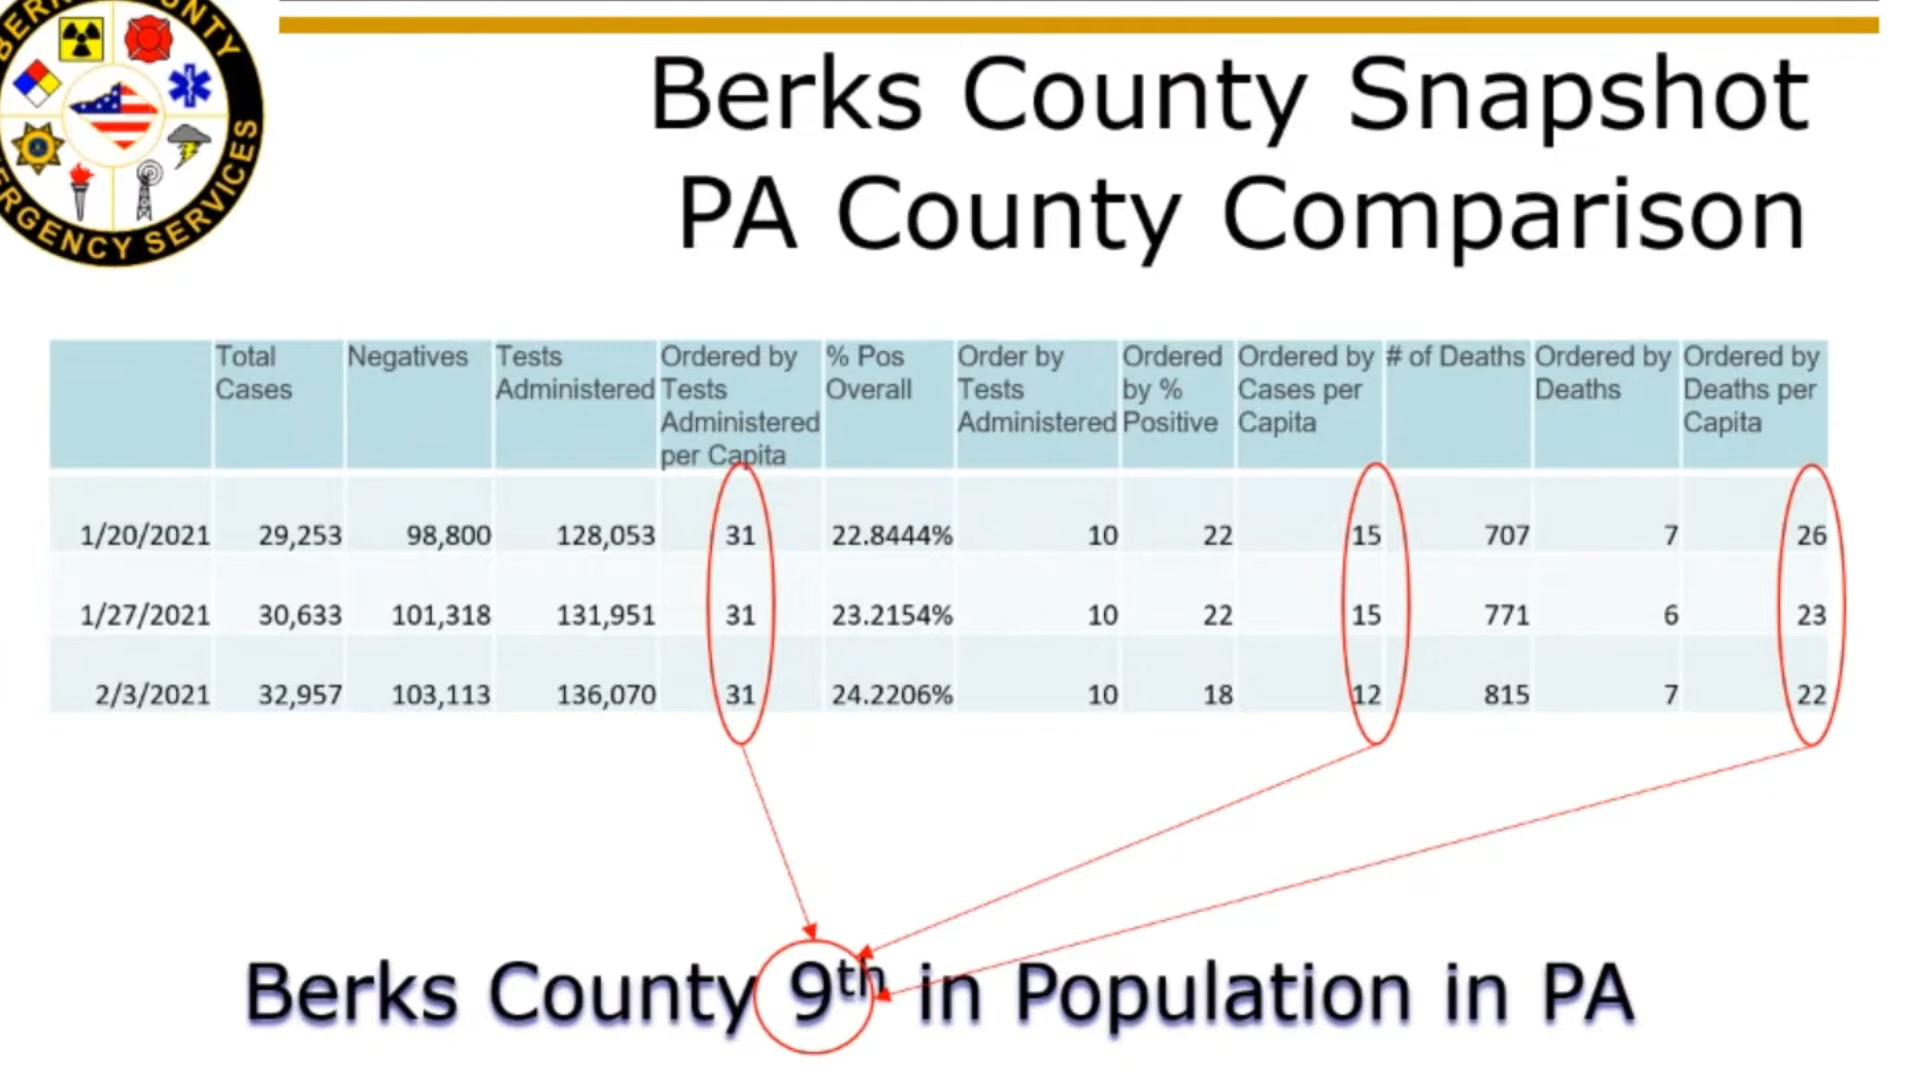 BERKS COUNTY
EMERGENCY SERVICES
Berks County Snapshot
PA County Comparison
Total Cases Negatives Tests Administered Ordered by Tests Administered per Capita % Pos Overall Order by Tests Administered Ordered by % Positive Ordered by Cases per Capita # of Deaths Ordered by Deaths Ordered by Deaths per Capita
1/20/2021 29,253 98,800 128,053 31 22.8444% 10 22 15 707 7 26
1/27/2021 30,633 101,318 131,951 31 23.2154% 10 22 15 771 6 23
2/3/2021 32,957 103,113 136,070 31 24.2206% 10 18 12 815 7 22
Berks County 9th in Population in PA